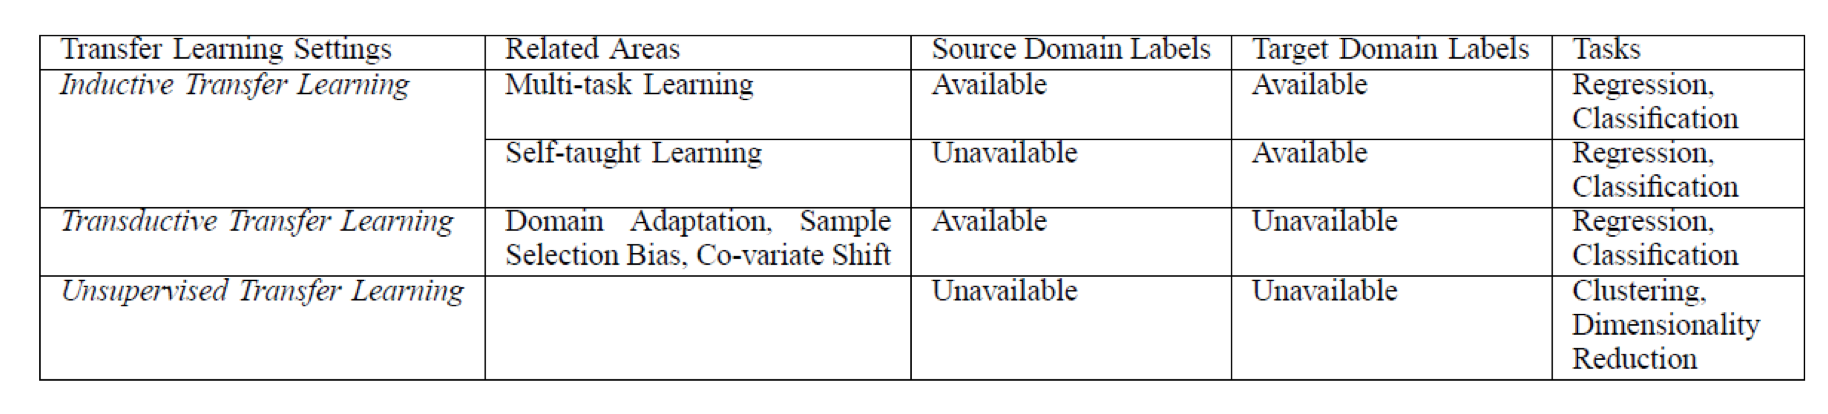 Transfer Learning Settings Related Areas Source Domain Labels Target Domain Labels Tasks
Inductive Transfer Learning Multi-task Learning Available Available Regression,
Classification
Self-taught Learning Unavailable Available Regression,
Classification
Transductive Transfer Learning Domain Adaptation, Sample Available Unavailable Regression,
Selection Bias, Co-variate Shift Classification
Unsupervised Transfer Learning Unavailable Unavailable Clustering,
Dimensionality
Reduction